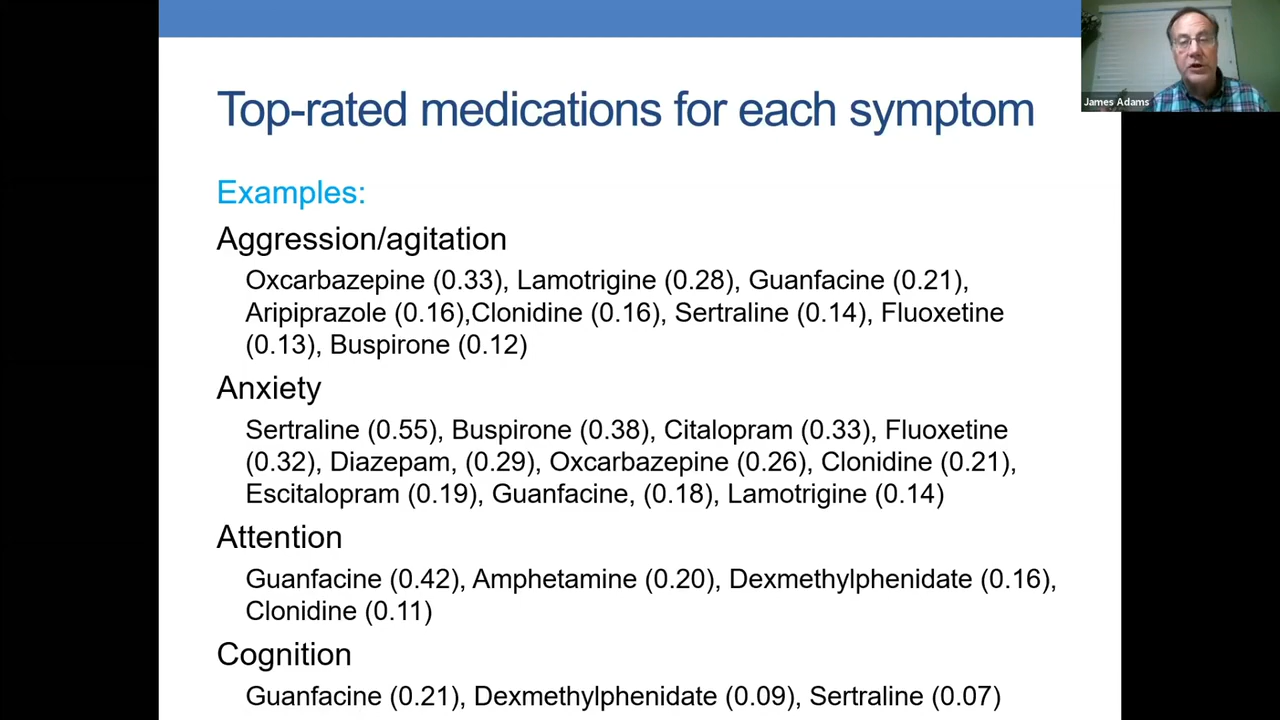 Top-rated medications for each symptom
James Adams
Examples:
Aggression/agitation
Oxcarbazepine (0.33), Lamotrigine (0.28), Guanfacine (0.21),
Aripiprazole (0.16),Clonidine (0.16), Sertraline (0.14), Fluoxetine
(0.13), Buspirone (0.12)
Anxiety
Sertraline (0.55), Buspirone (0.38), Citalopram (0.33), Fluoxetine
(0.32), Diazepam, (0.29), Oxcarbazepine (0.26), Clonidine (0.21),
Escitalopram (0.19), Guanfacine, (0.18), Lamotrigine (0.14)
Attention
Guanfacine (0.42), Amphetamine (0.20), Dexmethylphenidate (0.16),
Clonidine (0.11)
Cognition
Guanfacine (0.21), Dexmethylphenidate (0.09), Sertraline (0.07)